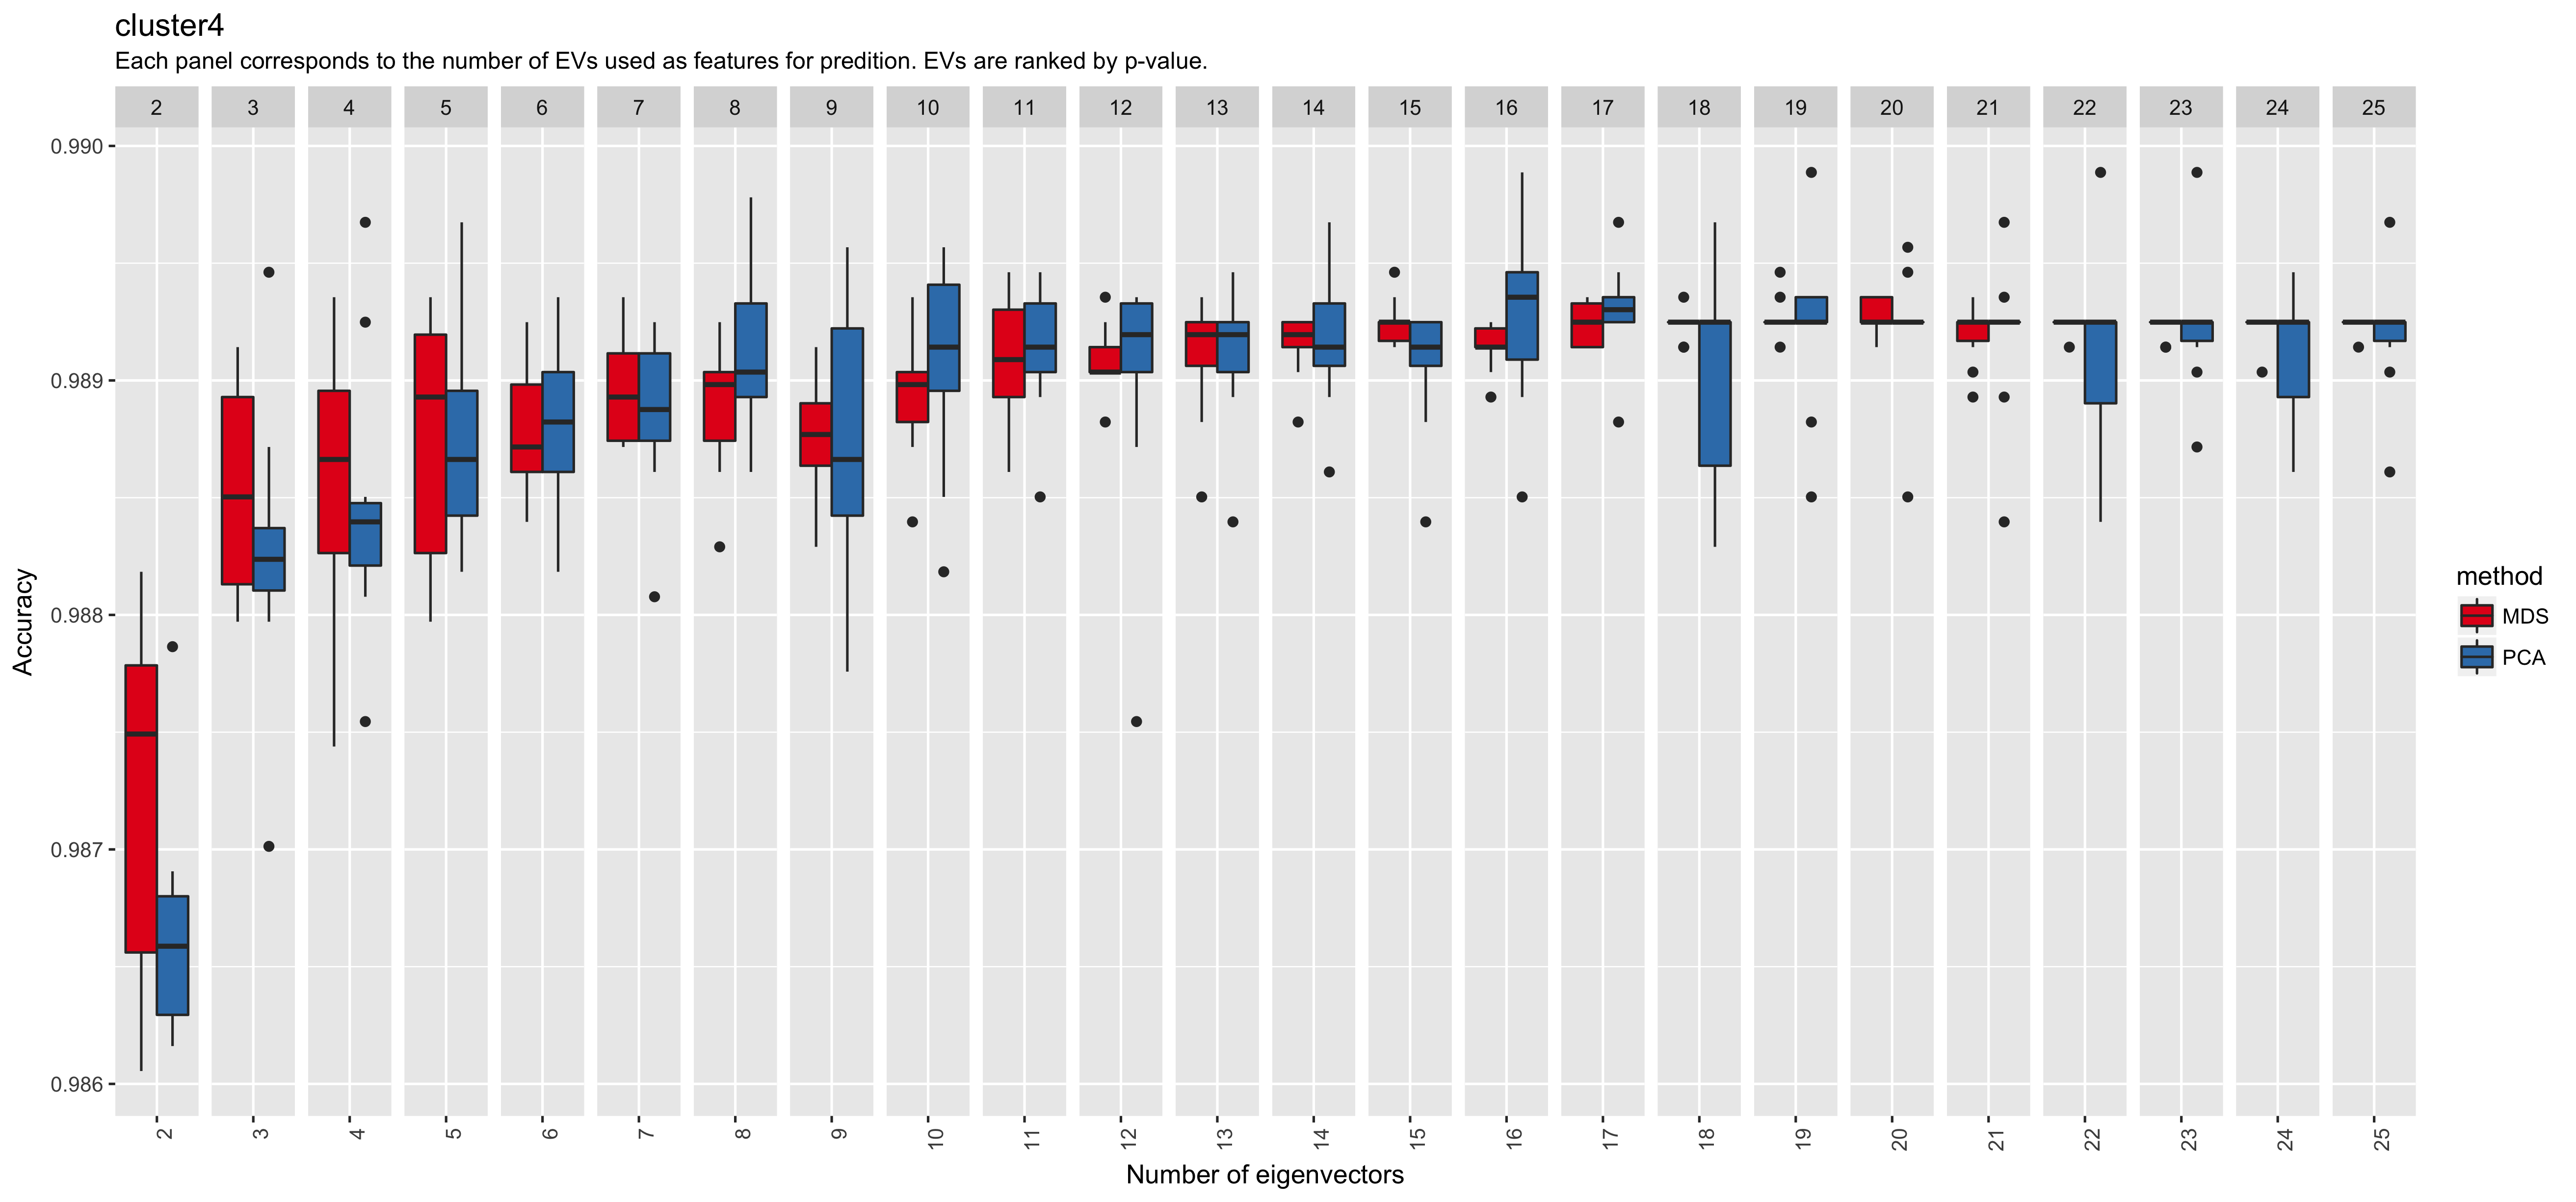 cluster4
Each panel corresponds to the number of EVs used as features for predition. EVs are ranked by p-value.
2 3 4 5 6 7 8 9 10 11 12 13 14 15 16 17 18 19 20 21 22 23 24 25
0.990
0.989
0.988
0.987
0.986
Accuracy
2 3 4 5 6 7 8 9 10 11 12 13 14 15 16 17 18 19 20 21 22 23 24 25
Number of eigenvectors
method
MDS
PCA